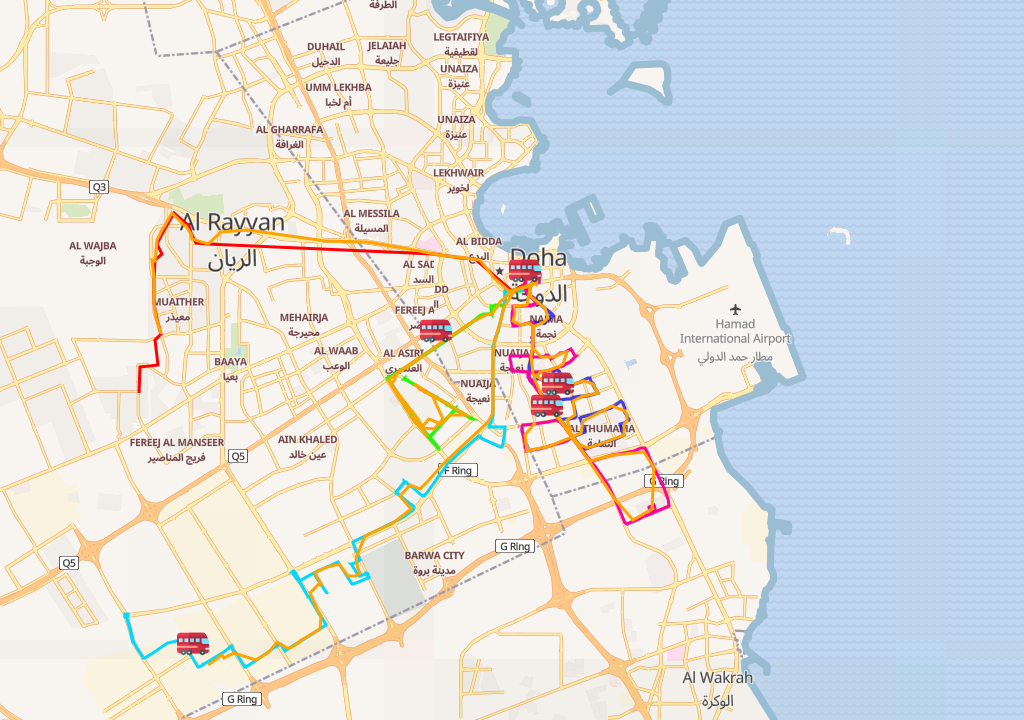 الطرفة
LEGTAIFIYA
لقطيفية
DUHAIL
الدحيل
JELAIAH
جليعة
UNAIZA
عنيزة
UMM LEKHBA
أم لخبا
UNAIZA
عنيزة
AL GHARRAFA
الغرافة
LEKHWAIR
لخوير
Q3
AL MESSILA
المسيلة
Al Rayyan
الريان
AL WAJBA
الوجبة
AL BIDDA
البدع
Doha
الدوحة
AL SAD
السد
DD
ال
MUAITHER
معيذر
FEREEJ A
MEHAIRJA
محيرجة
NAJMA
نجمة
Hamad
International Airport
مطار حمد الدولي
AL WAAB
الوعب
AL ASIRI
العسيري
NUAIJA
نعيجة
BAAYA
بعيا
NUAIJA
نعيجة
AL THUMAMA
الثمامة
FEREEJ AL MANSEER
فريج المناصير
AIN KHALED
عين خالد
Q5
F Ring
G Ring
G Ring
BARWA CITY
مدينة بروة
Q5
Al Wakrah
الوكرة
G Ring